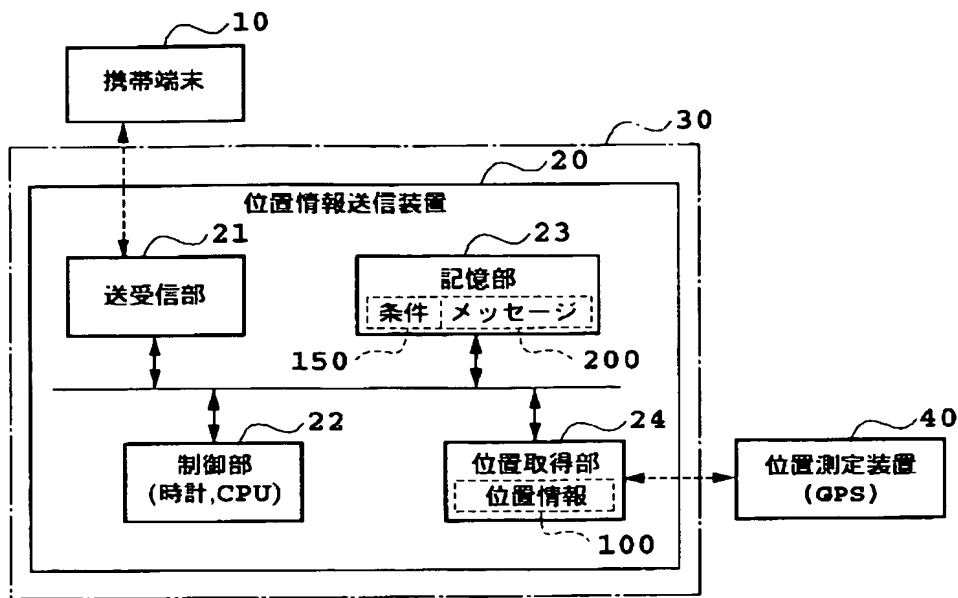 10
携帯端末
30
20
位置情報送信装置
21
送受信部
23
記憶部
条件 メッセージ
150
200
22
制御部
(時計,CPU)
24
位置取得部
位置情報
100
40
位置測定装置
(GPS)